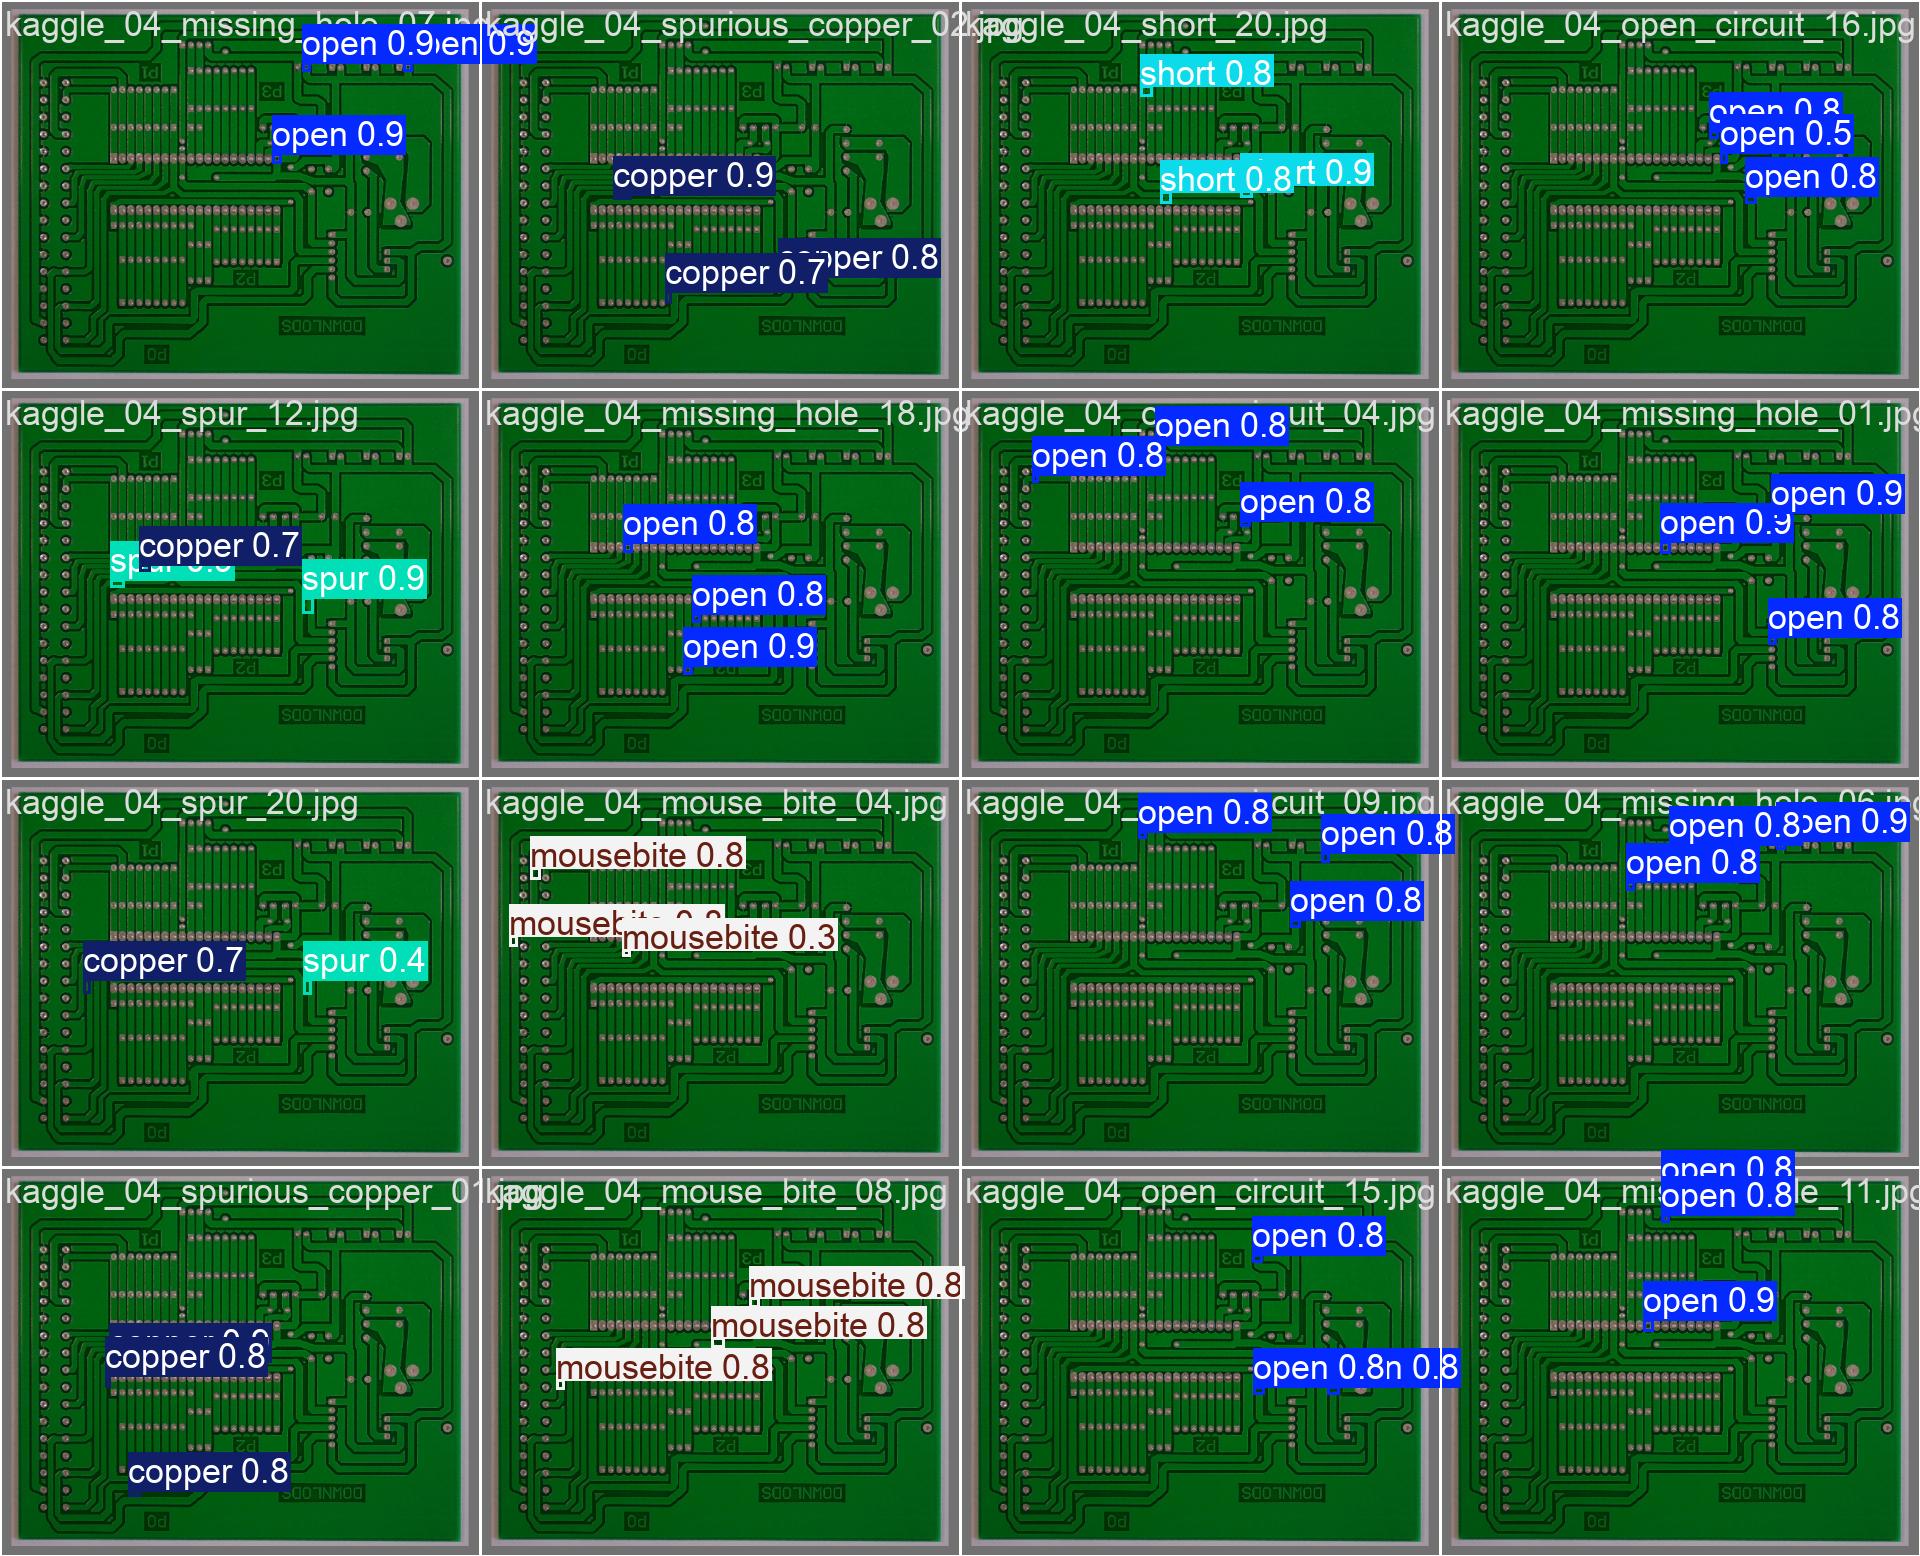 kaggle_04_missing_hole_07.jpg
open 0.9
open 0.9
open 0.9
kaggle_04_spurious_copper_02.jpg
copper 0.9
copper 0.8
copper 0.7
kaggle_04_short_20.jpg
short 0.8
short 0.8
short 0.9
kaggle_04_open_circuit_16.jpg
open 0.8
open 0.5
open 0.8
kaggle_04_spur_12.jpg
copper 0.7
spur
spur 0.9
kaggle_04_missing_hole_18.jpg
open 0.8
open 0.8
open 0.9
kaggle_04_open_circuit_04.jpg
open 0.8
open 0.8
open 0.8
kaggle_04_missing_hole_01.jpg
open 0.9
open 0.9
open 0.8
kaggle_04_spur_20.jpg
copper 0.7
spur 0.4
kaggle_04_mouse_bite_04.jpg
mousebite 0.8
mousebite 0.8
mousebite 0.3
kaggle_04_open_circuit_09.jpg
open 0.8
open 0.8
open 0.8
kaggle_04_missing_hole_06.jpg
open 0.8
open 0.9
open 0.8
kaggle_04_spurious_copper_01.jpg
copper 0.9
copper 0.8
copper 0.8
kaggle_04_mouse_bite_08.jpg
mousebite 0.8
mousebite 0.8
mousebite 0.8
kaggle_04_open_circuit_15.jpg
open 0.8
open 0.8
open 0.8
kaggle_04_missing_hole_11.jpg
open 0.8
open 0.8
open 0.9